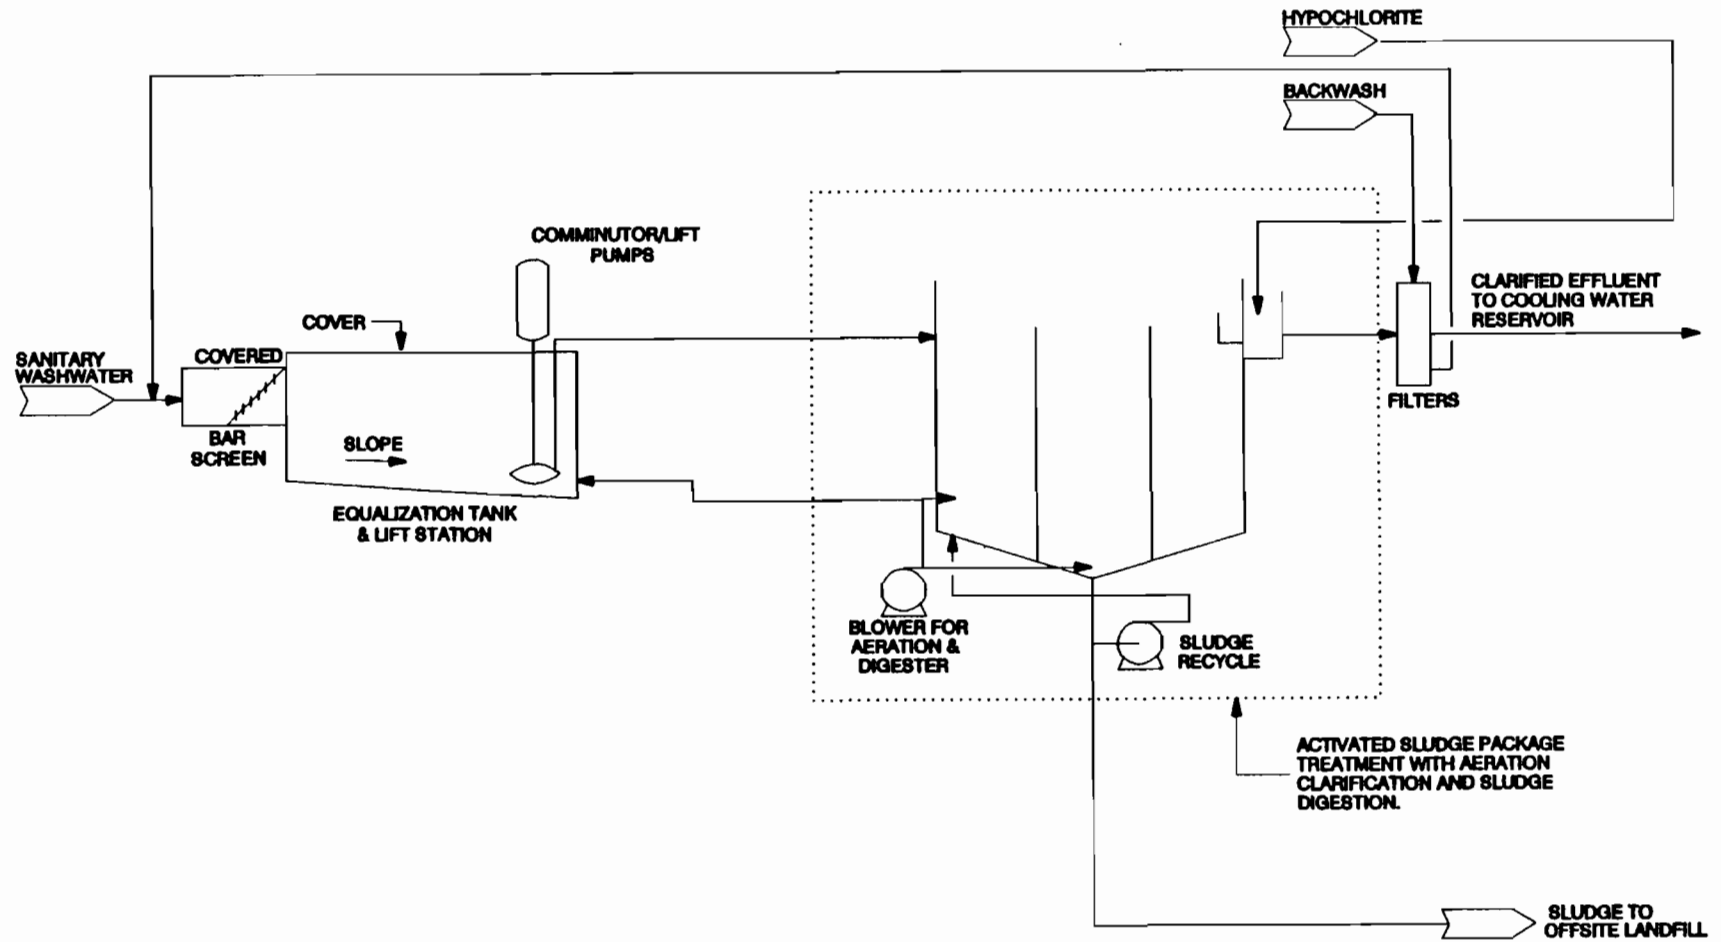 HYPOCHLORITE
BACKWASH
COMMINUTOR/LIFT
PUMPS
COVER
CLARIFIED EFFLUENT
TO COOLING WATER
RESERVOIR
SANITARY
WASHWATER
COVERED
FILTERS
BAR
SCREEN
SLOPE
EQUALIZATION TANK
& LIFT STATION
BLOWER FOR
AERATION &
DIGESTER
SLUDGE
RECYCLE
ACTIVATED SLUDGE PACKAGE
TREATMENT WITH AERATION
CLARIFICATION AND SLUDGE
DIGESTION.
SLUDGE TO
OFFSITE LANDFILL